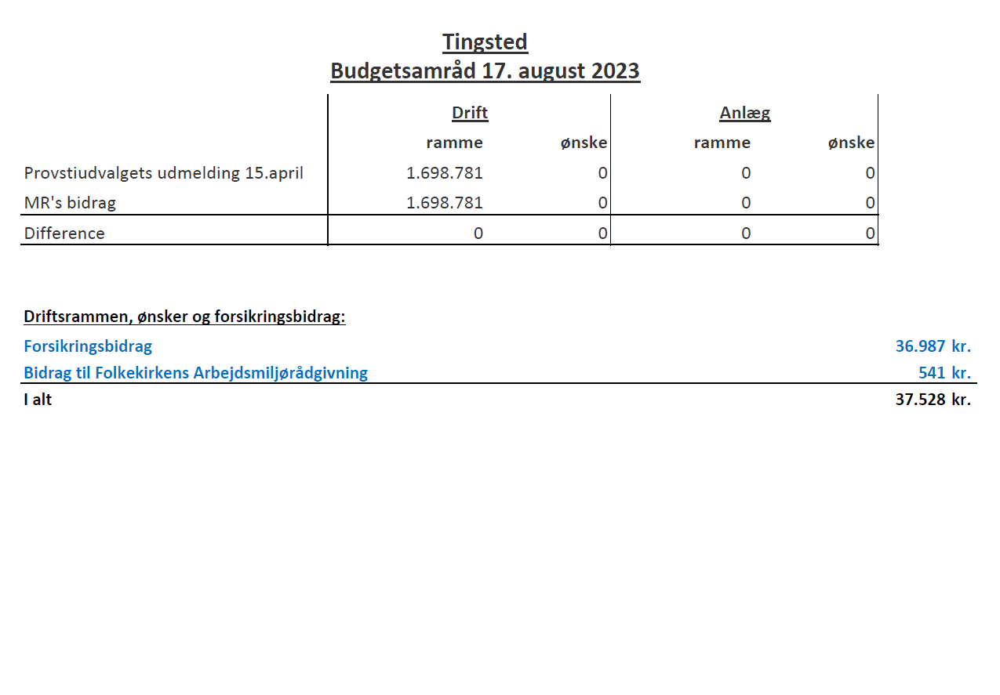 Tingsted
Budgetsamråd 17. august 2023
Drift Anlæg
ramme ønske ramme ønske
Provstiudvalgets udmelding 15.april 1.698.781 0 0 0
MR's bidrag 1.698.781 0 0 0
Difference 0 0 0 0
Driftsrammen, ønsker og forsikringsbidrag:
Forsikringsbidrag 36.987 kr.
Bidrag til Folkekirkens Arbejdsmiljørådgivning 541 kr.
I alt 37.528 kr.